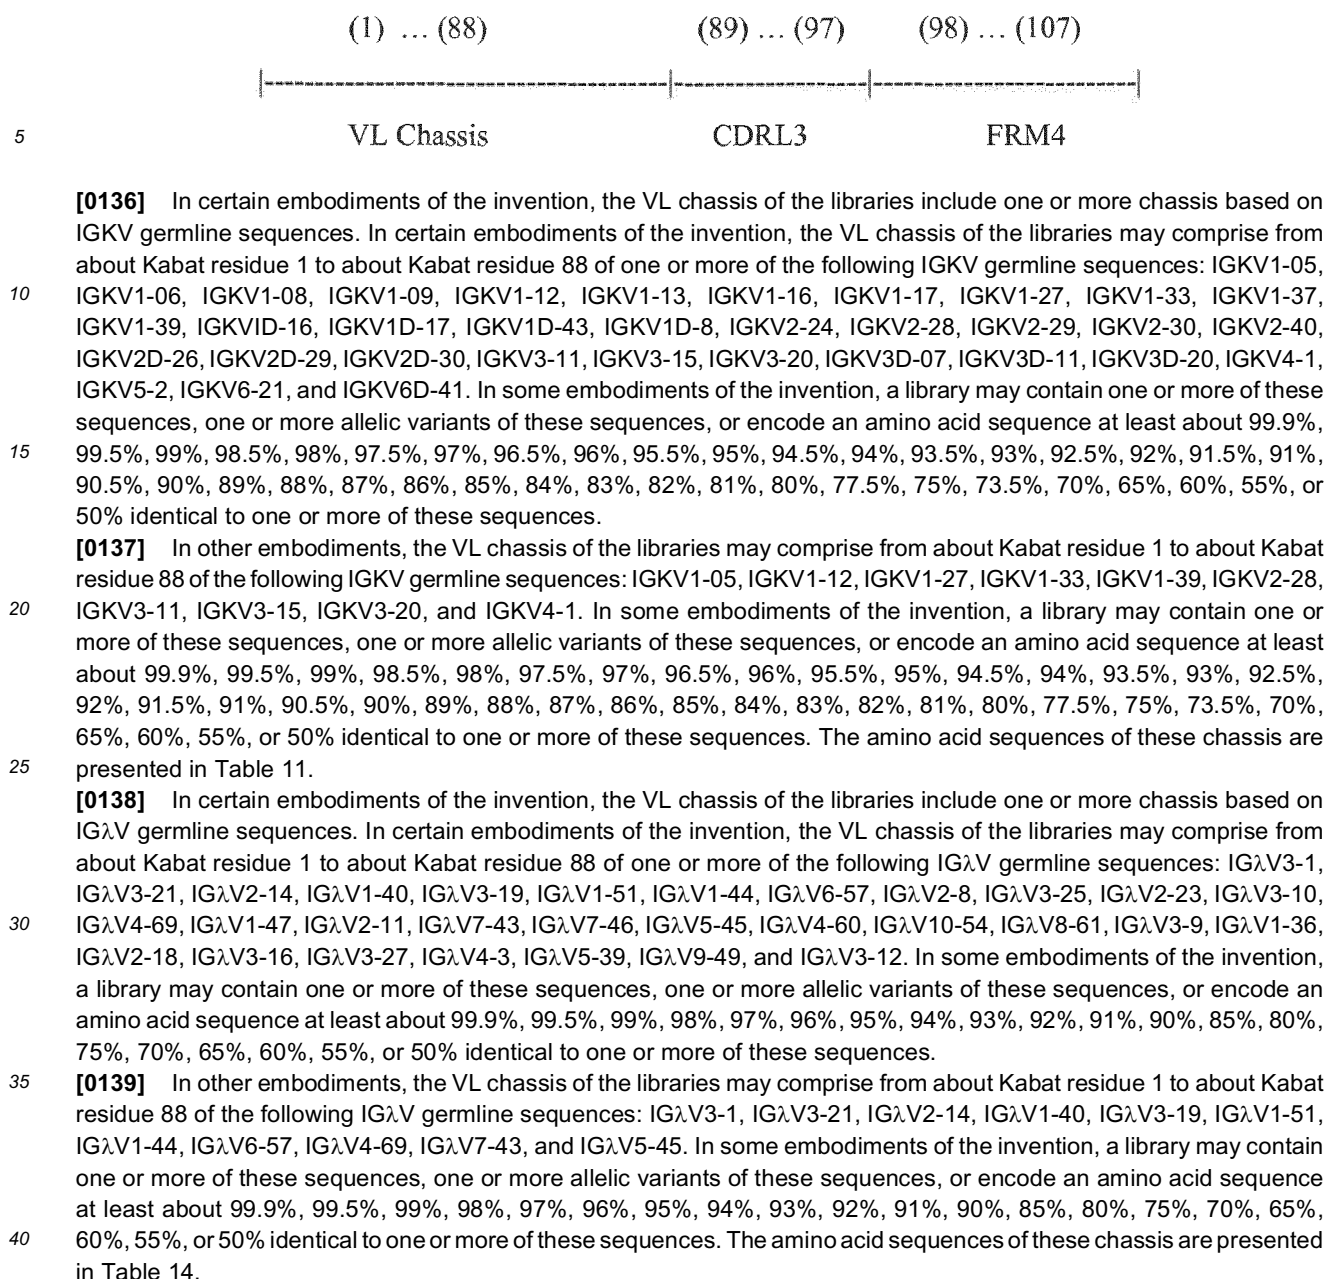 (1) ... (88) (89) ... (97) (98) ... (107)
5 VL Chassis CDRL3 FRM4
[0136] In certain embodiments of the invention, the VL chassis of the libraries include one or more chassis based on
IGKV germline sequences. In certain embodiments of the invention, the VL chassis of the libraries may comprise from
about Kabat residue 1 to about Kabat residue 88 of one or more of the following IGKV germline sequences: IGKV1-05,
10 IGKV1-06, IGKV1-08, IGKV1-09, IGKV1-12, IGKV1-13, IGKV1-16, IGKV1-17, IGKV1-27, IGKV1-33, IGKV1-37,
IGKV1-39, IGKVID-16, IGKV1D-17, IGKV1D-43, IGKV1D-8, IGKV2-24, IGKV2-28, IGKV2-29, IGKV2-30, IGKV2-40,
IGKV2D-26, IGKV2D-29, IGKV2D-30, IGKV3-11, IGKV3-15, IGKV3-20, IGKV3D-07, IGKV3D-11, IGKV3D-20, IGKV4-1,
IGKV5-2, IGKV6-21, and IGKV6D-41. In some embodiments of the invention, a library may contain one or more of these
sequences, one or more allelic variants of these sequences, or encode an amino acid sequence at least about 99.9%,
15 99.5%, 99%, 98.5%, 98%, 97.5%, 97%, 96.5%, 96%, 95.5%, 95%, 94.5%, 94%, 93.5%, 93%, 92.5%, 92%, 91.5%, 91%,
90.5%, 90%, 89%, 88%, 87%, 86%, 85%, 84%, 83%, 82%, 81%, 80%, 77.5%, 75%, 73.5%, 70%, 65%, 60%, 55%, or
50% identical to one or more of these sequences.
[0137] In other embodiments, the VL chassis of the libraries may comprise from about Kabat residue 1 to about Kabat
residue 88 of the following IGKV germline sequences: IGKV1-05, IGKV1-12, IGKV1-27, IGKV1-33, IGKV1-39, IGKV2-28,
20 IGKV3-11, IGKV3-15, IGKV3-20, and IGKV4-1. In some embodiments of the invention, a library may contain one or
more of these sequences, one or more allelic variants of these sequences, or encode an amino acid sequence at least
about 99.9%, 99.5%, 99%, 98.5%, 98%, 97.5%, 97%, 96.5%, 96%, 95.5%, 95%, 94.5%, 94%, 93.5%, 93%, 92.5%,
92%, 91.5%, 91%, 90.5%, 90%, 89%, 88%, 87%, 86%, 85%, 84%, 83%, 82%, 81%, 80%, 77.5%, 75%, 73.5%, 70%,
65%, 60%, 55%, or 50% identical to one or more of these sequences. The amino acid sequences of these chassis are
25 presented in Table 11.
[0138] In certain embodiments of the invention, the VL chassis of the libraries include one or more chassis based on
IGλV germline sequences. In certain embodiments of the invention, the VL chassis of the libraries may comprise from
about Kabat residue 1 to about Kabat residue 88 of one or more of the following IGλV germline sequences: IGλV3-1,
IGλV3-21, IGλV2-14, IGλV1-40, IGλV3-19, IGλV1-51, IGλV1-44, IGλV6-57, IGλV2-8, IGλV3-25, IGλV2-23, IGλV3-10,
30 IGλV4-69, IGλV1-47, IGλV2-11, IGλV7-43, IGλV7-46, IGλV5-45, IGλV4-60, IGλV10-54, IGλV8-61, IGλV3-9, IGλV1-36,
IGλV2-18, IGλV3-16, IGλV3-27, IGλV4-3, IGλV5-39, IGλV9-49, and IGλV3-12. In some embodiments of the invention,
a library may contain one or more of these sequences, one or more allelic variants of these sequences, or encode an
amino acid sequence at least about 99.9%, 99.5%, 99%, 98%, 97%, 96%, 95%, 94%, 93%, 92%, 91%, 90%, 85%, 80%,
75%, 70%, 65%, 60%, 55%, or 50% identical to one or more of these sequences.
35 [0139] In other embodiments, the VL chassis of the libraries may comprise from about Kabat residue 1 to about Kabat
residue 88 of the following IGλV germline sequences: IGλV3-1, IGλV3-21, IGλV2-14, IGλV1-40, IGλV3-19, IGλV1-51,
IGλV1-44, IGλV6-57, IGλV4-69, IGλV7-43, and IGλV5-45. In some embodiments of the invention, a library may contain
one or more of these sequences, one or more allelic variants of these sequences, or encode an amino acid sequence
at least about 99.9%, 99.5%, 99%, 98%, 97%, 96%, 95%, 94%, 93%, 92%, 91%, 90%, 85%, 80%, 75%, 70%, 65%,
40 60%, 55%, or 50% identical to one or more of these sequences. The amino acid sequences of these chassis are presented
in Table 14.